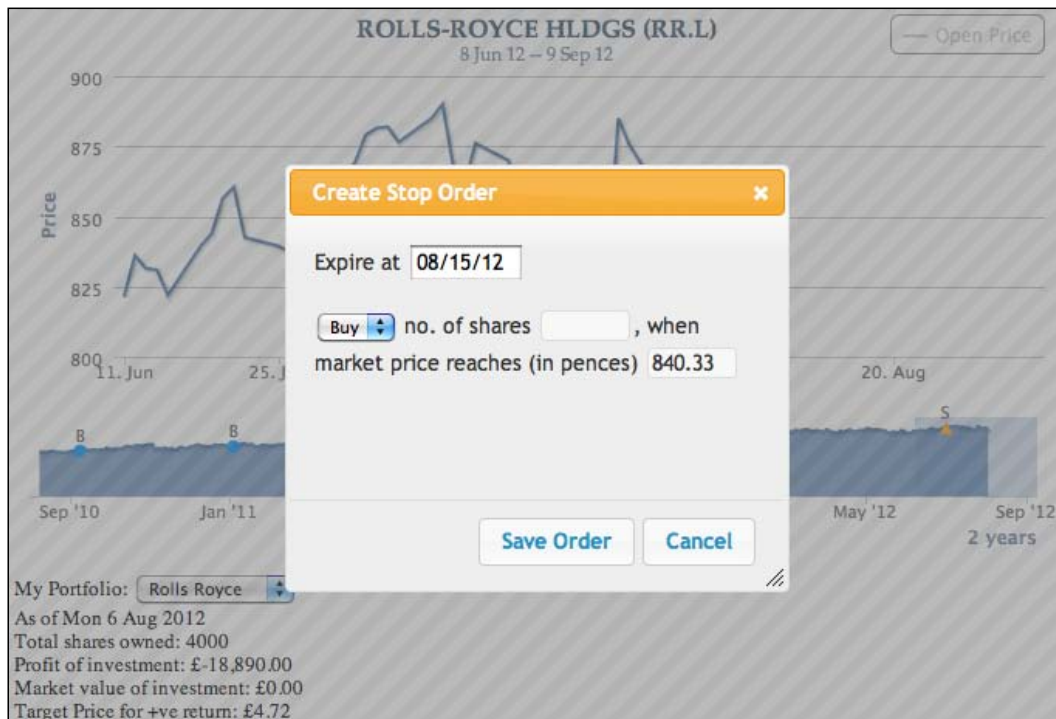 ROLLS-ROYCE HLDGS (RR.L)
8 Jun 12 – 9 Sep 12
Open Price
900
875
850
825
800
Price
11. Jun
25. J
20. Aug
Create Stop Order
×
Expire at 08/15/12
Buy no. of shares , when
market price reaches (in pences) 840.33
Save Order Cancel
B
B
S
Sep '10
Jan '11
May '12
Sep '12
2 years
My Portfolio: Rolls Royce
As of Mon 6 Aug 2012
Total shares owned: 4000
Profit of investment: £-18,890.00
Market value of investment: £0.00
Target Price for +ve return: £4.72